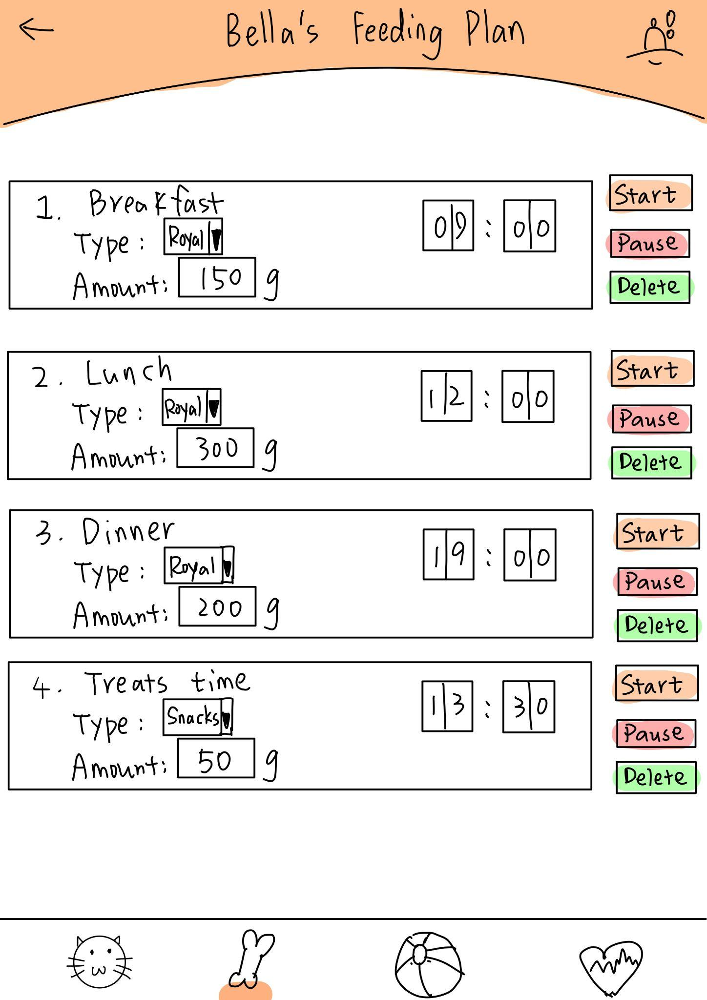 Bella's Feeding Plan
1. Breakfast
09 : 00
Type: Royal
Amount: 150 g
Start
Pause
Delete
2. Lunch
12 : 00
Type: Royal
Amount: 300 g
Start
Pause
Delete
3. Dinner
19 : 00
Type: Royal
Amount: 200 g
Start
Pause
Delete
4. Treats time
13 : 30
Type: Snacks
Amount: 50 g
Start
Pause
Delete